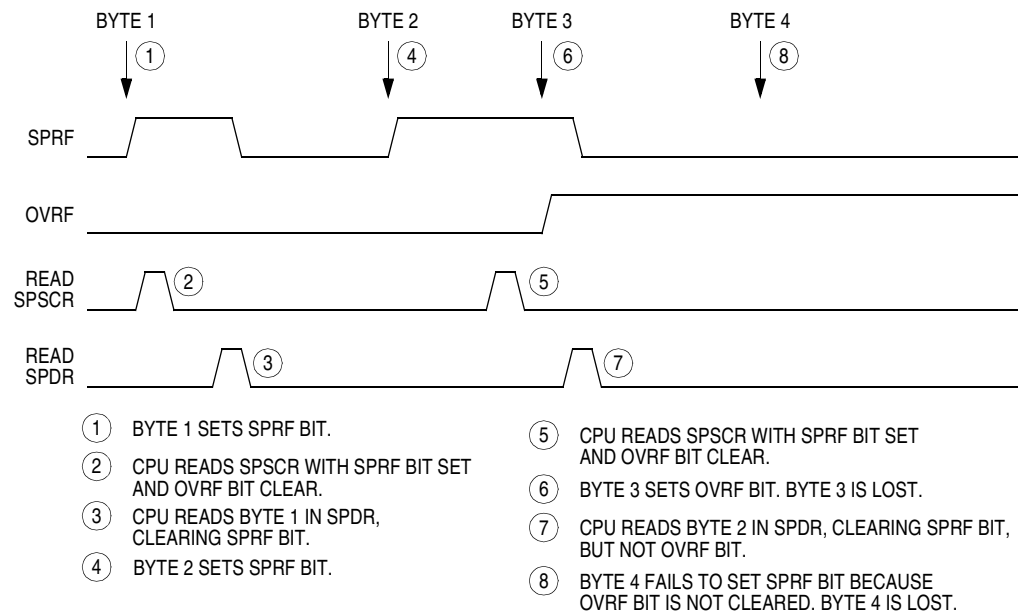 BYTE 1
BYTE 2
BYTE 3
BYTE 4
1
4
6
8
SPRF
OVRF
READ
SPSCR
2
5
READ
SPDR
3
7
1 BYTE 1 SETS SPRF BIT.
2 CPU READS SPSCR WITH SPRF BIT SET
AND OVRF BIT CLEAR.
3 CPU READS BYTE 1 IN SPDR,
CLEARING SPRF BIT.
4 BYTE 2 SETS SPRF BIT.
5 CPU READS SPSCR WITH SPRF BIT SET
AND OVRF BIT CLEAR.
6 BYTE 3 SETS OVRF BIT. BYTE 3 IS LOST.
7 CPU READS BYTE 2 IN SPDR, CLEARING SPRF BIT,
BUT NOT OVRF BIT.
8 BYTE 4 FAILS TO SET SPRF BIT BECAUSE
OVRF BIT IS NOT CLEARED. BYTE 4 IS LOST.